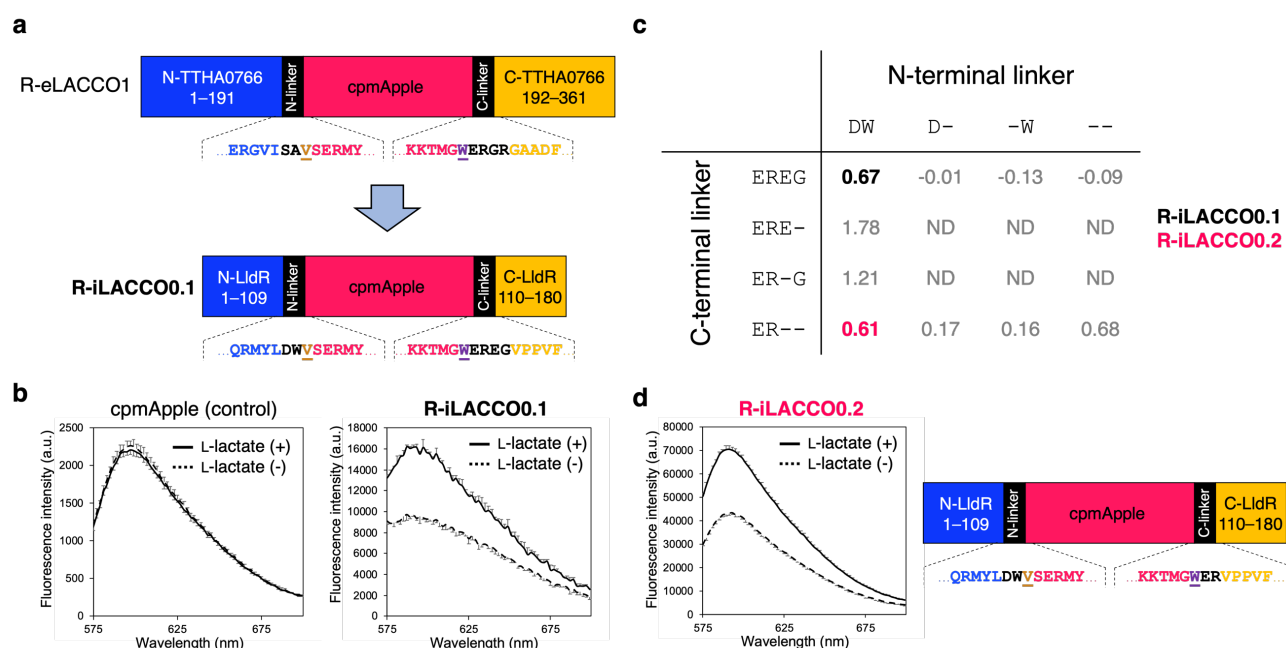 a
R-eLACCO1
N-TTHA0766
1–191
N-linker
cpmApple
C-linker
C-TTHA0766
192–361
...ERGVISAVSERMY...
...KKTMGWERGRGAADF...
R-iLACCO0.1
N-LldR
1–109
N-linker
cpmApple
C-linker
C-LldR
110–180
...QRMYLDWVSERMY...
...KKTMGWEREGVPPVF...
b
cpmApple (control)
Fluorescence intensity (a.u.)
2500
2000
1500
1000
500
0
L-lactate (+)
L-lactate (-)
575
625
675
Wavelength (nm)
R-iLACCO0.1
Fluorescence intensity (a.u.)
18000
16000
14000
12000
10000
8000
6000
4000
2000
0
L-lactate (+)
L-lactate (-)
575
625
675
Wavelength (nm)
c
N-terminal linker
DW D- -W --
C-terminal linker
EREG 0.67 -0.01 -0.13 -0.09
ERE- 1.78 ND ND ND
ER-G 1.21 ND ND ND
ER-- 0.61 0.17 0.16 0.68
R-iLACCO0.1
R-iLACCO0.2
d
R-iLACCO0.2
Fluorescence intensity (a.u.)
80000
70000
60000
50000
40000
30000
20000
10000
0
L-lactate (+)
L-lactate (-)
575
625
675
Wavelength (nm)
N-LldR
1–109
N-linker
cpmApple
C-linker
C-LldR
110–180
...QRMYLDWVSERMY...
...KKTMGWERVPPVF...